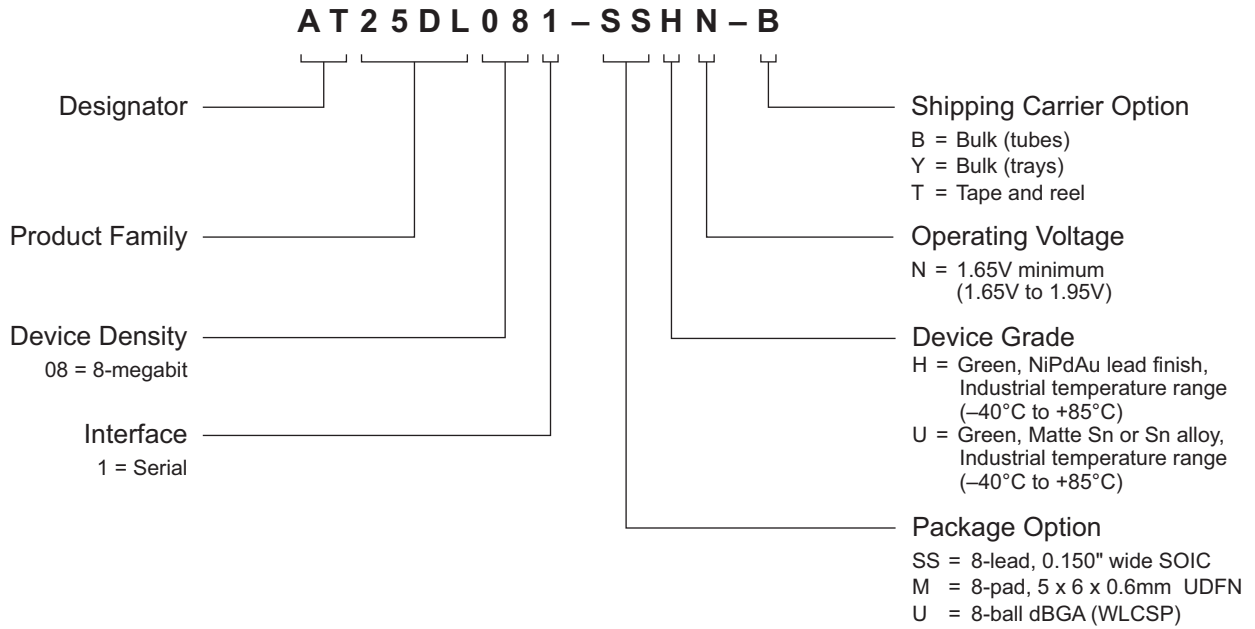 AT25DL081–SSHN–B
Designator
Product Family
Device Density
08 = 8-megabit
Interface
1 = Serial
Shipping Carrier Option
B = Bulk (tubes)
Y = Bulk (trays)
T = Tape and reel
Operating Voltage
N = 1.65V minimum
(1.65V to 1.95V)
Device Grade
H = Green, NiPdAu lead finish,
Industrial temperature range
(–40°C to +85°C)
U = Green, Matte Sn or Sn alloy,
Industrial temperature range
(–40°C to +85°C)
Package Option
SS = 8-lead, 0.150" wide SOIC
M = 8-pad, 5 x 6 x 0.6mm UDFN
U = 8-ball dBGA (WLCSP)